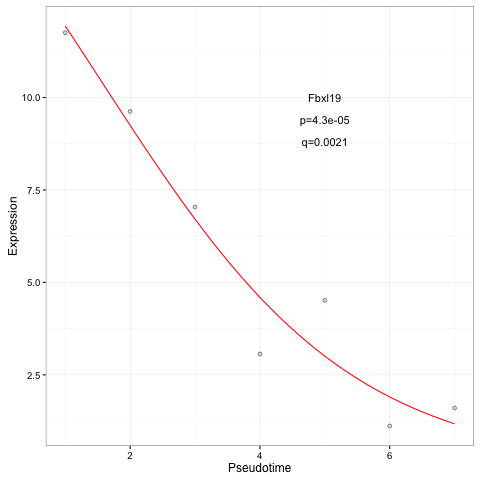 Fbxl19
p=4.3e-05
q=0.0021
10.0
7.5
5.0
2.5
Expression
2 4 6
Pseudotime